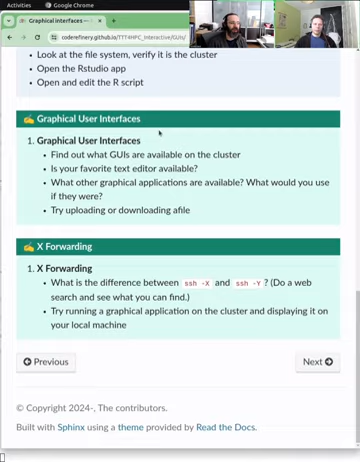 Activities
Google Chrome
Graphical interfaces —
coderefinery.github.io/TTT4HPC_Interactive/GUIs/
• Look at the file system, verify it is the cluster
• Open the Rstudio app
• Open and edit the R script
✍️ Graphical User Interfaces
1. Graphical User Interfaces
• Find out what GUIs are available on the cluster
• Is your favorite text editor available?
• What other graphical applications are available? What would you use
if they were?
• Try uploading or downloading afile
✍️ X Forwarding
1. X Forwarding
• What is the difference between ssh -X and ssh -Y ? (Do a web
search and see what you can find.)
• Try running a graphical application on the cluster and displaying it on
your local machine
Previous
Next
© Copyright 2024-, The contributors.
Built with Sphinx using a theme provided by Read the Docs.